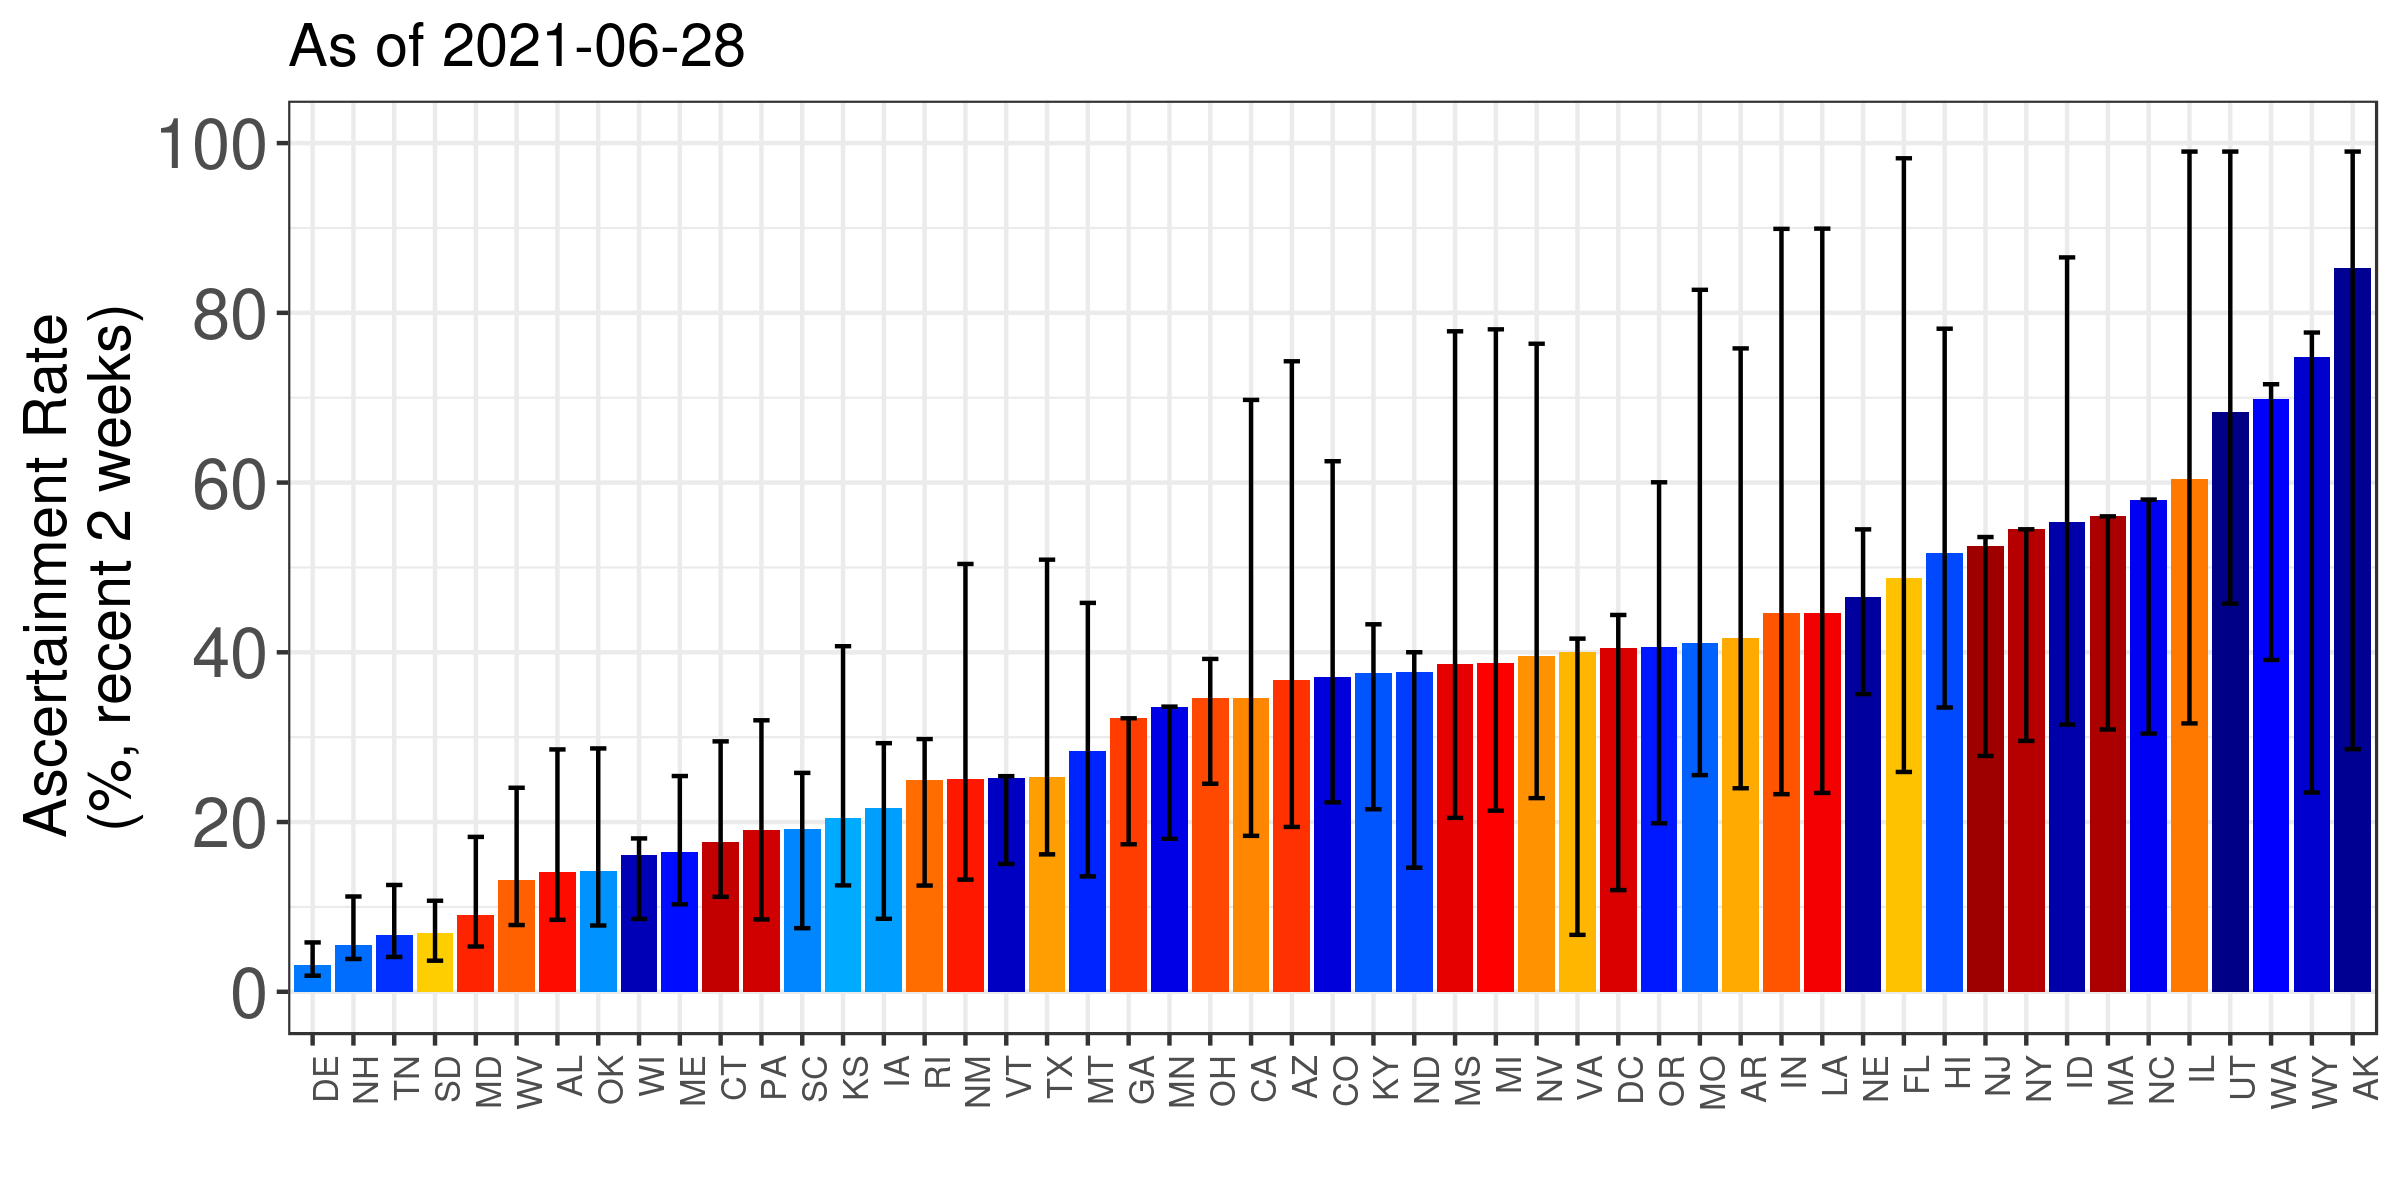 As of 2021-06-28
Ascertainment Rate
(%, recent 2 weeks)
100
80
60
40
20
0
DE NH TN SD MD WV AL OK WI ME CT PA SC KS IA RI NM VT TX MT GA MN OH CA AZ CO KY ND MS MI NV VA DC OR MO AR IN LA NE FL HI NJ NY ID MA NC IL UT WA WY AK